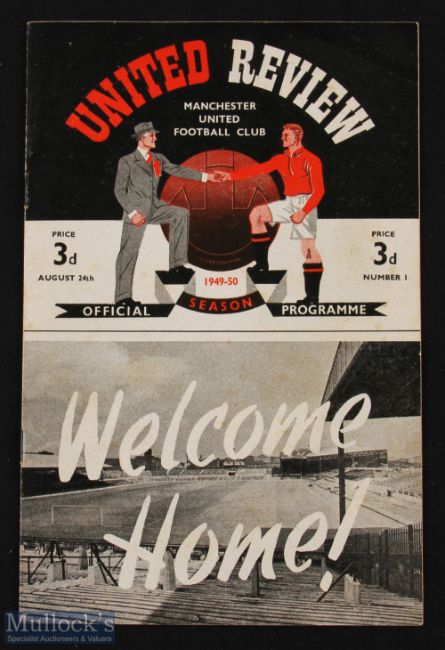 UNITED REVIEW
MANCHESTER
UNITED
FOOTBALL CLUB
PRICE
3d
AUGUST 24th
PRICE
3d
NUMBER 1
1949-50
SEASON
OFFICIAL
PROGRAMME
Welcome
Home!
Mullock's
Specialist Auctioneers & Valuers